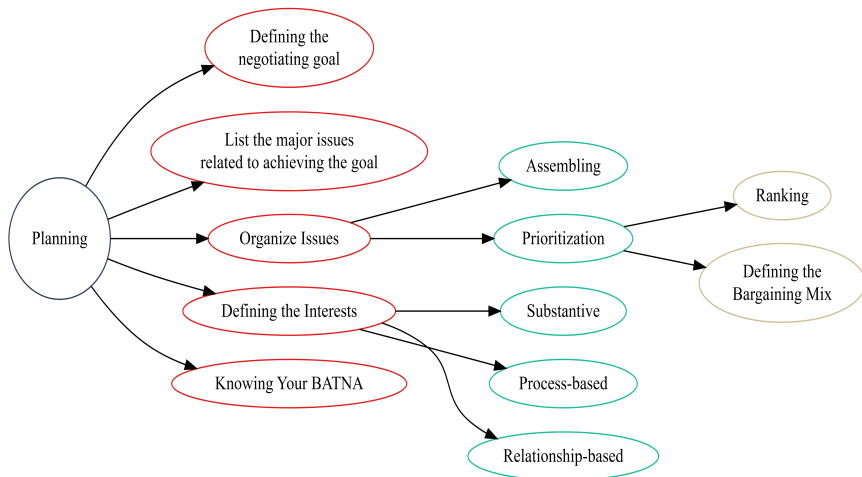 Defining the
negotiating goal
List the major issues
related to achieving the goal
Assembling
Ranking
Planning
Organize Issues
Prioritization
Defining the
Bargaining Mix
Defining the Interests
Substantive
Knowing Your BATNA
Process-based
Relationship-based